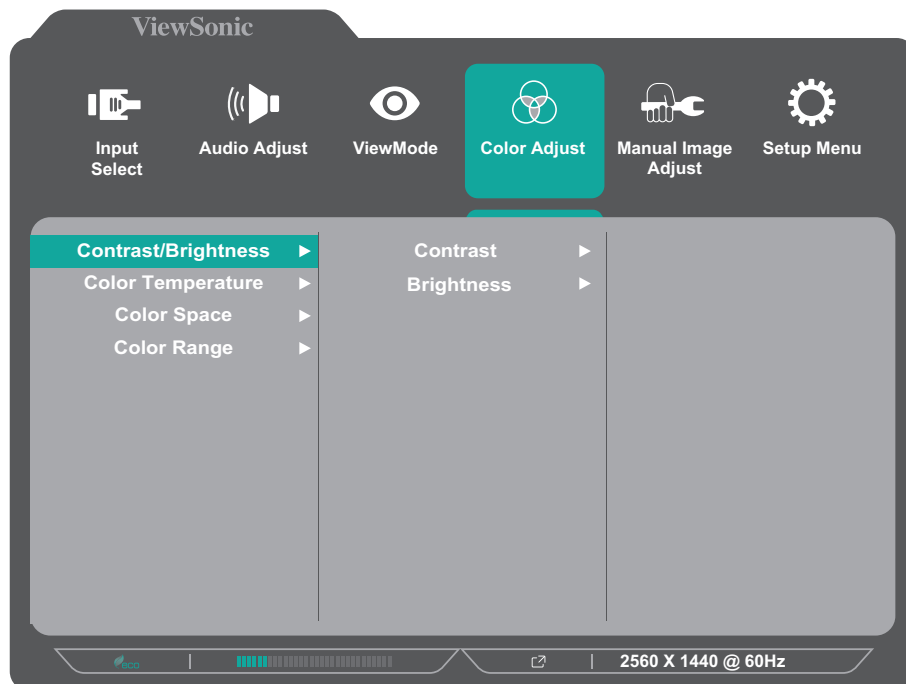 ViewSonic
Input
Select
Audio Adjust
ViewMode
Color Adjust
Manual Image
Adjust
Setup Menu
Contrast/Brightness
Color Temperature
Color Space
Color Range
Contrast
Brightness
eco
2560 X 1440 @ 60Hz